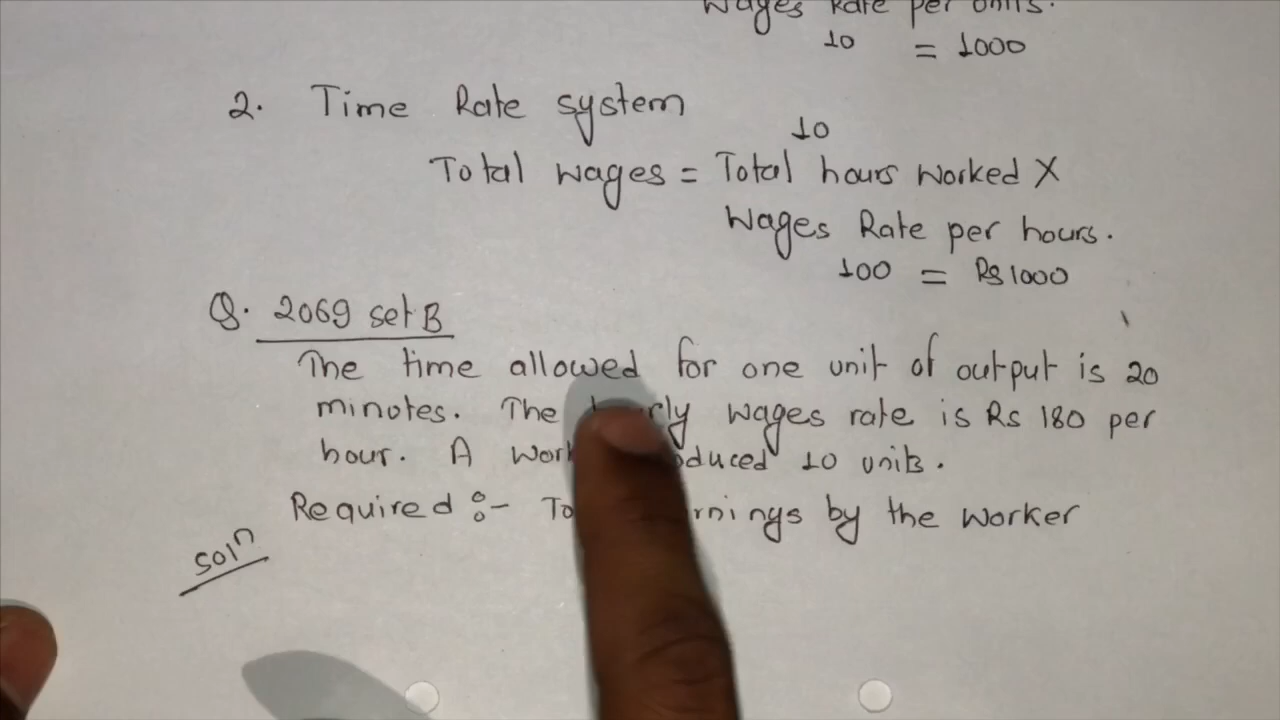 Wages Rate per units.
10 = 1000
2. Time Rate system
10
Total wages = Total hours worked X
Wages Rate per hours.
100 = Rs 1000
Q. 2069 set B
The time allowed for one unit of output is 20
minutes. The wages rate is Rs 180 per
hour. A 10 units.
Required :- by the worker
soln